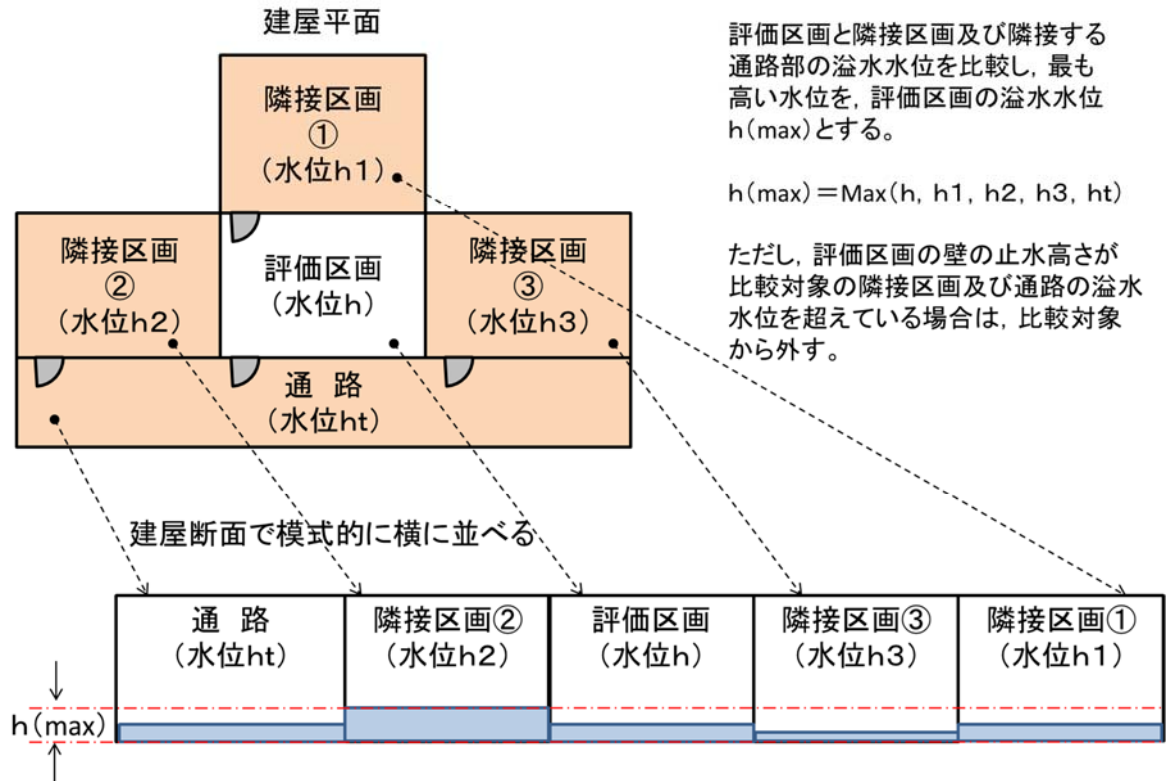 建屋平面
隣接区画
①
(水位h1)
隣接区画
②
(水位h2)
評価区画
(水位h)
隣接区画
③
(水位h3)
通 路
(水位ht)
評価区画と隣接区画及び隣接する
通路部の溢水水位を比較し，最も
高い水位を，評価区画の溢水水位
h(max)とする。
h(max)＝Max(h, h1, h2, h3, ht)
ただし，評価区画の壁の止水高さが
比較対象の隣接区画及び通路の溢水
水位を超えている場合は，比較対象
から外す。
建屋断面で模式的に横に並べる
通 路
(水位ht)
隣接区画②
(水位h2)
評価区画
(水位h)
隣接区画③
(水位h3)
隣接区画①
(水位h1)
h(max)